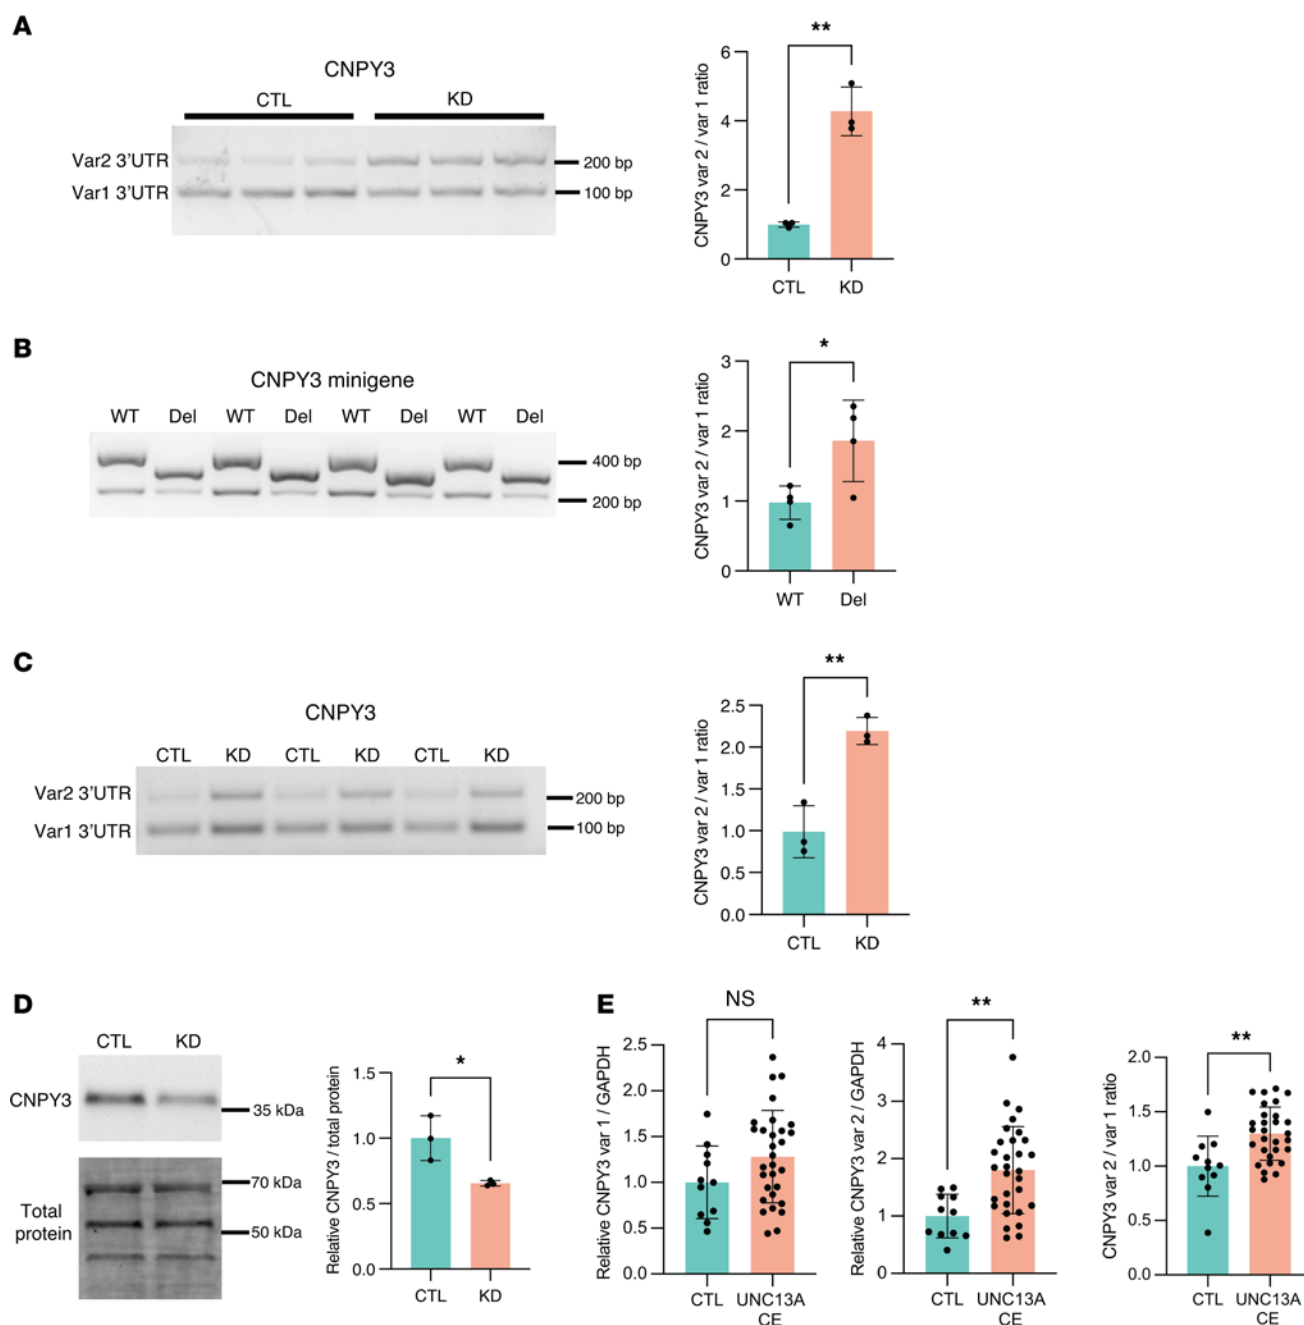 A
CNPY3
CTL KD
Var2 3'UTR
Var1 3'UTR
200 bp
100 bp
**
CNPY3 var 2 / var 1 ratio
6
4
2
0
CTL KD
B
CNPY3 minigene
WT Del WT Del WT Del WT Del
400 bp
200 bp
*
CNPY3 var 2 / var 1 ratio
3
2
1
0
WT Del
C
CNPY3
CTL KD CTL KD CTL KD
Var2 3'UTR
Var1 3'UTR
200 bp
100 bp
**
CNPY3 var 2 / var 1 ratio
2.5
2.0
1.5
1.0
0.5
0.0
CTL KD
D
CTL KD
CNPY3
35 kDa
Total
protein
70 kDa
50 kDa
*
Relative CNPY3 / total protein
1.5
1.0
0.5
0.0
CTL KD
E
NS
Relative CNPY3 var 1 / GAPDH
2.5
2.0
1.5
1.0
0.5
0.0
CTL UNC13A
CE
**
Relative CNPY3 var 2 / GAPDH
4
3
2
1
0
CTL UNC13A
CE
**
CNPY3 var 2 / var 1 ratio
2.0
1.5
1.0
0.5
0.0
CTL UNC13A
CE